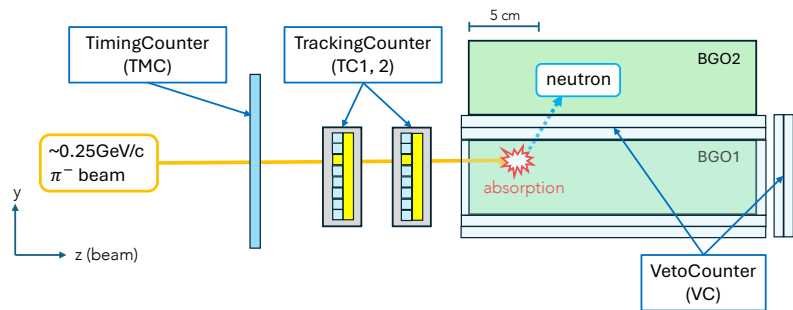 5 cm
TimingCounter
(TMC)
TrackingCounter
(TC1, 2)
BGO2
neutron
~0.25GeV/c
π⁻ beam
BGO1
absorption
y
z (beam)
VetoCounter
(VC)